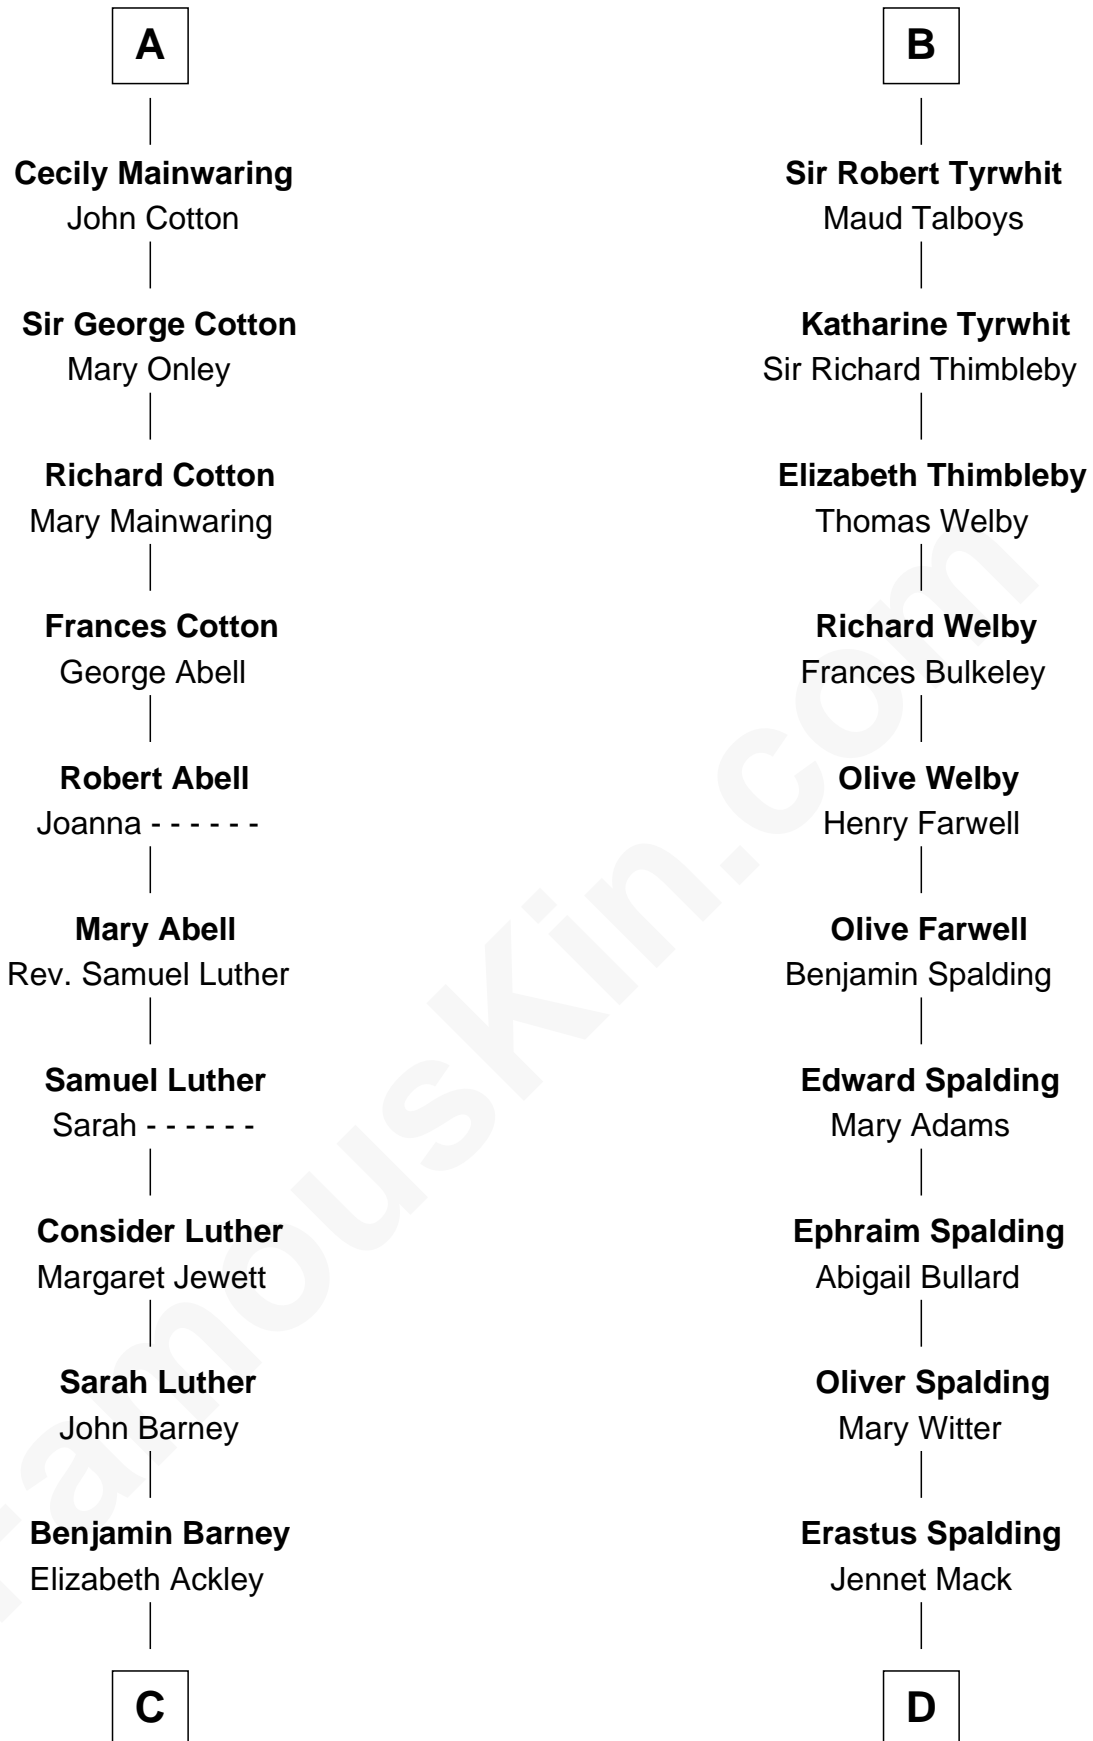 A
Cecily Mainwaring
John Cotton
Sir George Cotton
Mary Onley
Richard Cotton
Mary Mainwaring
Frances Cotton
George Abell
Robert Abell
Joanna - - - - - -
Mary Abell
Rev. Samuel Luther
Samuel Luther
Sarah - - - - - -
Consider Luther
Margaret Jewett
Sarah Luther
John Barney
Benjamin Barney
Elizabeth Ackley
C
B
Sir Robert Tyrwhit
Maud Talboys
Katharine Tyrwhit
Sir Richard Thimbleby
Elizabeth Thimbleby
Thomas Welby
Richard Welby
Frances Bulkeley
Olive Welby
Henry Farwell
Olive Farwell
Benjamin Spalding
Edward Spalding
Mary Adams
Ephraim Spalding
Abigail Bullard
Oliver Spalding
Mary Witter
Erastus Spalding
Jennet Mack
D
FamousKin.com